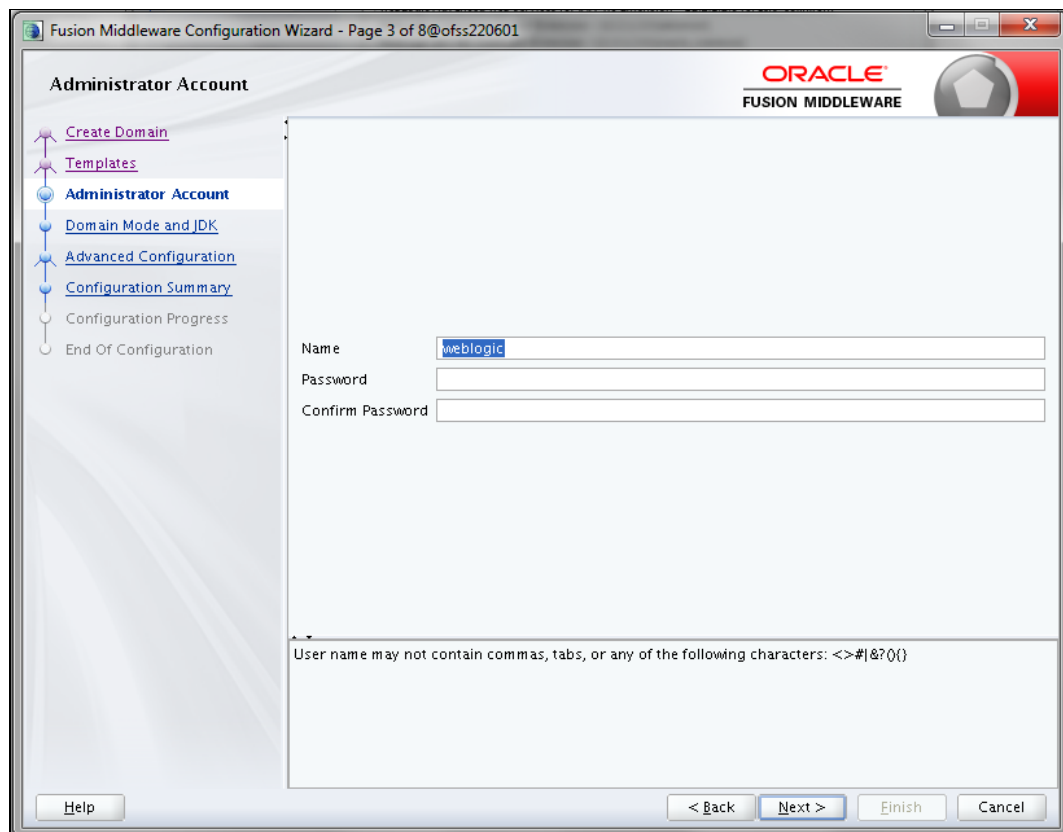 Fusion Middleware Configuration Wizard - Page 3 of 8@ofss220601
Administrator Account
ORACLE
FUSION MIDDLEWARE
Create Domain
Templates
Administrator Account
Domain Mode and JDK
Advanced Configuration
Configuration Summary
Configuration Progress
End Of Configuration
Name weblogic
Password
Confirm Password
User name may not contain commas, tabs, or any of the following characters: <>#|&?(){}
Help < Back Next > Finish Cancel